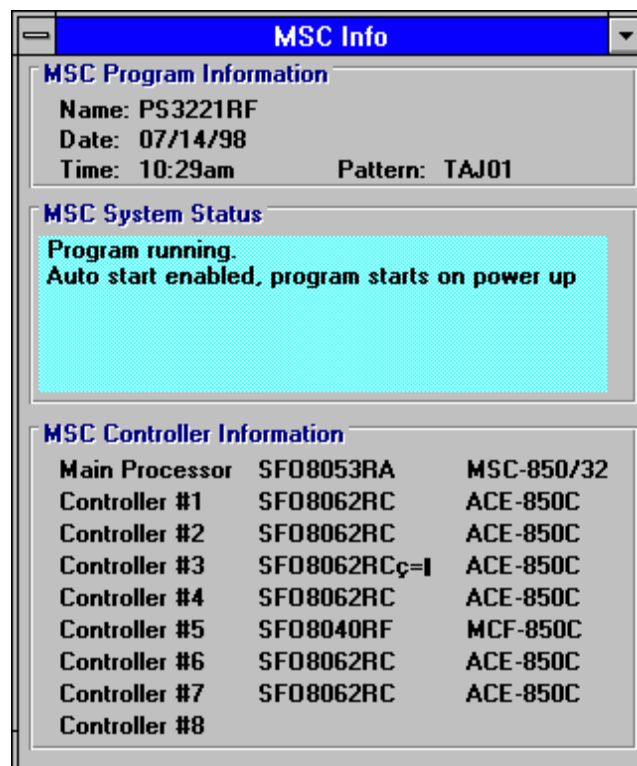 MSC Info
MSC Program Information
Name: PS3221RF
Date: 07/14/98
Time: 10:29am Pattern: TAJ01
MSC System Status
Program running.
Auto start enabled, program starts on power up
MSC Controller Information
Main Processor SFO8053RA MSC-850/32
Controller #1 SFO8062RC ACE-850C
Controller #2 SFO8062RC ACE-850C
Controller #3 SFO8062RCç=▌ ACE-850C
Controller #4 SFO8062RC ACE-850C
Controller #5 SFO8040RF MCF-850C
Controller #6 SFO8062RC ACE-850C
Controller #7 SFO8062RC ACE-850C
Controller #8